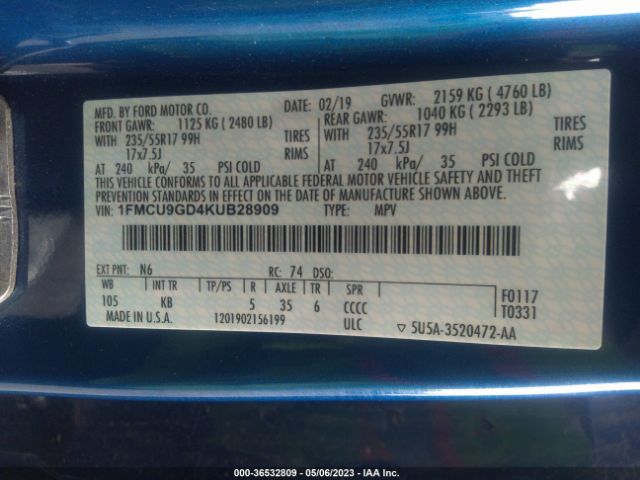 MFD. BY FORD MOTOR CO. DATE: 02/19 GVWR: 2159 KG ( 4760 LB)
FRONT GAWR: 1125 KG ( 2480 LB) REAR GAWR: 1040 KG ( 2293 LB)
WITH 235/55R17 99H TIRES WITH 235/55R17 99H TIRES
17x7.5J RIMS 17x7.5J RIMS
AT 240 kPa/ 35 PSI COLD AT 240 kPa/ 35 PSI COLD
THIS VEHICLE CONFORMS TO ALL APPLICABLE FEDERAL MOTOR VEHICLE SAFETY AND THEFT
PREVENTION STANDARDS IN EFFECT ON THE DATE OF MANUFACTURE SHOWN ABOVE.
VIN: 1FMCU9GD4KUB28909 TYPE: MPV
EXT PNT: N6 RC: 74 DSO:
WB INT TR TP/PS R AXLE TR SPR F0117
105 KB 5 35 6 CCCC T0331
MADE IN U.S.A. 1201902156199 ULC ▽ 5U5A-3520472-AA
000-36532809 - 05/06/2023 - IAA Inc.